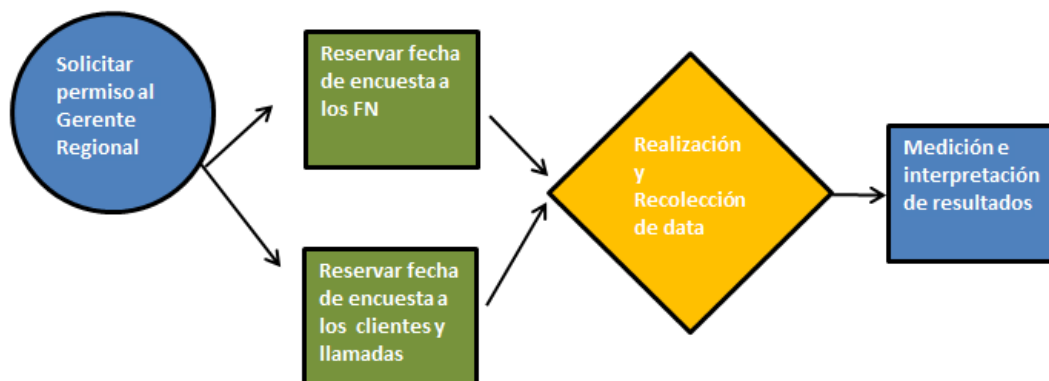 Solicitar
permiso al
Gerente
Regional
Reservar fecha
de encuesta a
los FN
Reservar fecha
de encuesta a
los clientes y
llamadas
Realización
y
Recolección
de data
Medición e
interpretación
de resultados